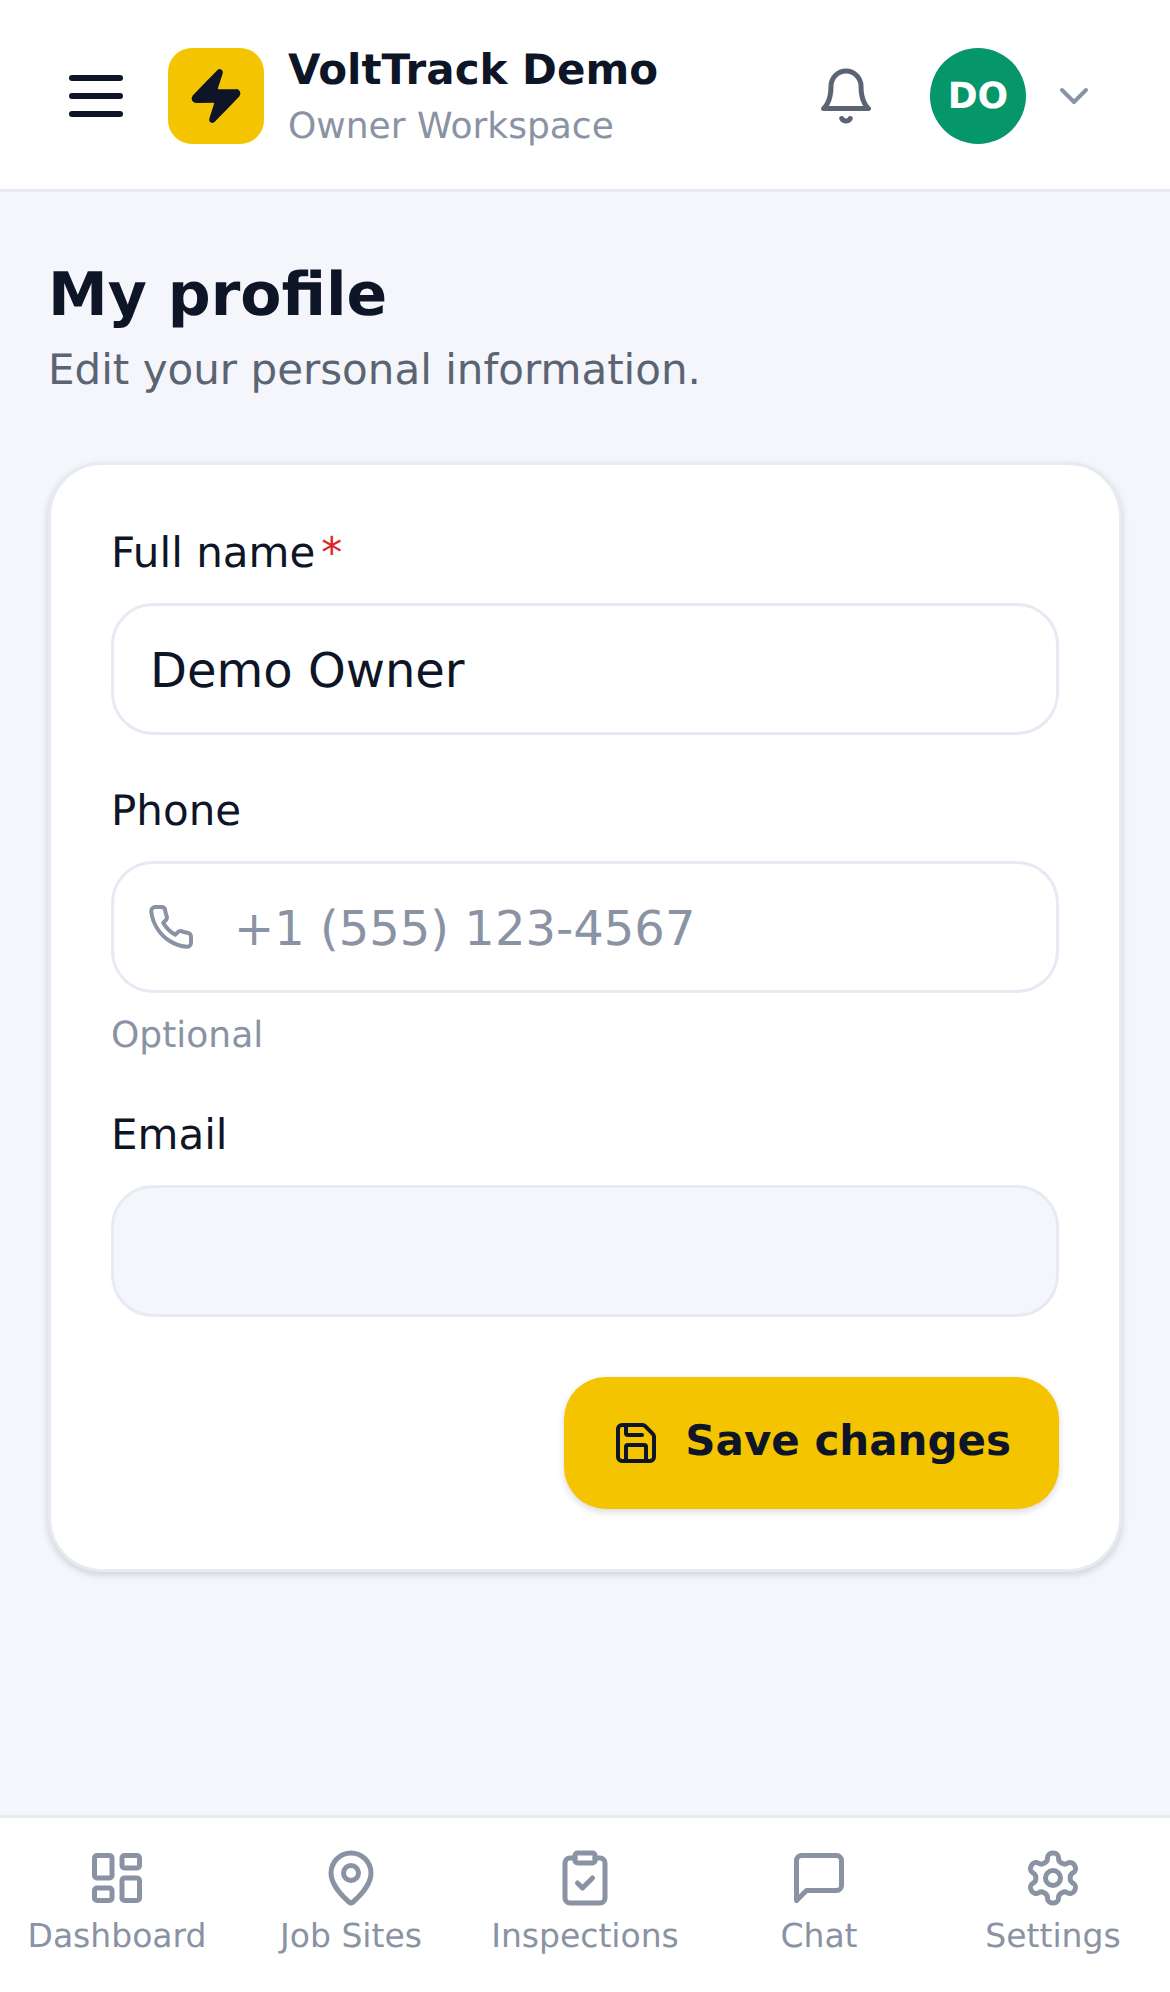 VoltTrack Demo
Owner Workspace
DO
My profile
Edit your personal information.
Full name*
Demo Owner
Phone
+1 (555) 123-4567
Optional
Email
Save changes
Dashboard
Job Sites
Inspections
Chat
Settings